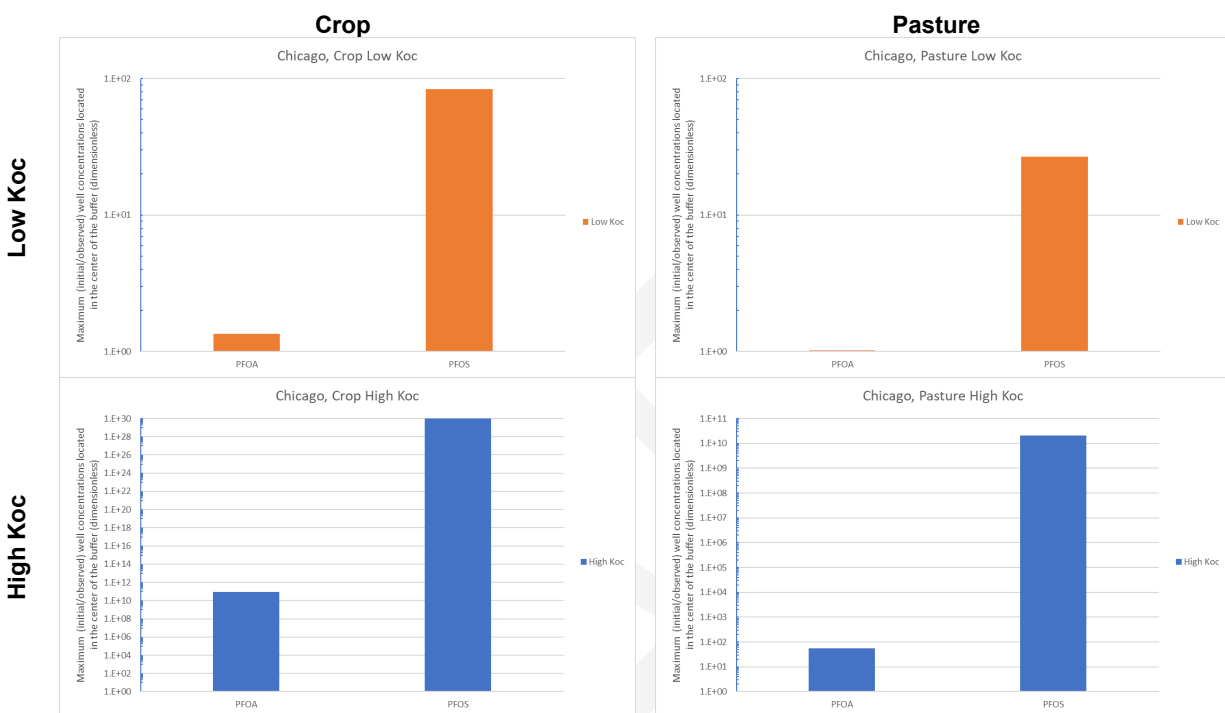 Crop
Pasture
Low Koc
High Koc
Chicago, Crop Low Koc
Maximum (initial/observed) well concentrations located
in the center of the buffer (dimensionless)
1.E+02
1.E+01
1.E+00
PFOA
PFOS
Low Koc
Chicago, Pasture Low Koc
Maximum (initial/observed) well concentrations located
in the center of the buffer (dimensionless)
1.E+02
1.E+01
1.E+00
PFOA
PFOS
Low Koc
Chicago, Crop High Koc
Maximum (initial/observed) well concentrations located
in the center of the buffer (dimensionless)
1.E+30
1.E+28
1.E+26
1.E+24
1.E+22
1.E+20
1.E+18
1.E+16
1.E+14
1.E+12
1.E+10
1.E+08
1.E+06
1.E+04
1.E+02
1.E+00
PFOA
PFOS
High Koc
Chicago, Pasture High Koc
Maximum (initial/observed) well concentrations located
in the center of the buffer (dimensionless)
1.E+11
1.E+10
1.E+09
1.E+08
1.E+07
1.E+06
1.E+05
1.E+04
1.E+03
1.E+02
1.E+01
1.E+00
PFOA
PFOS
High Koc